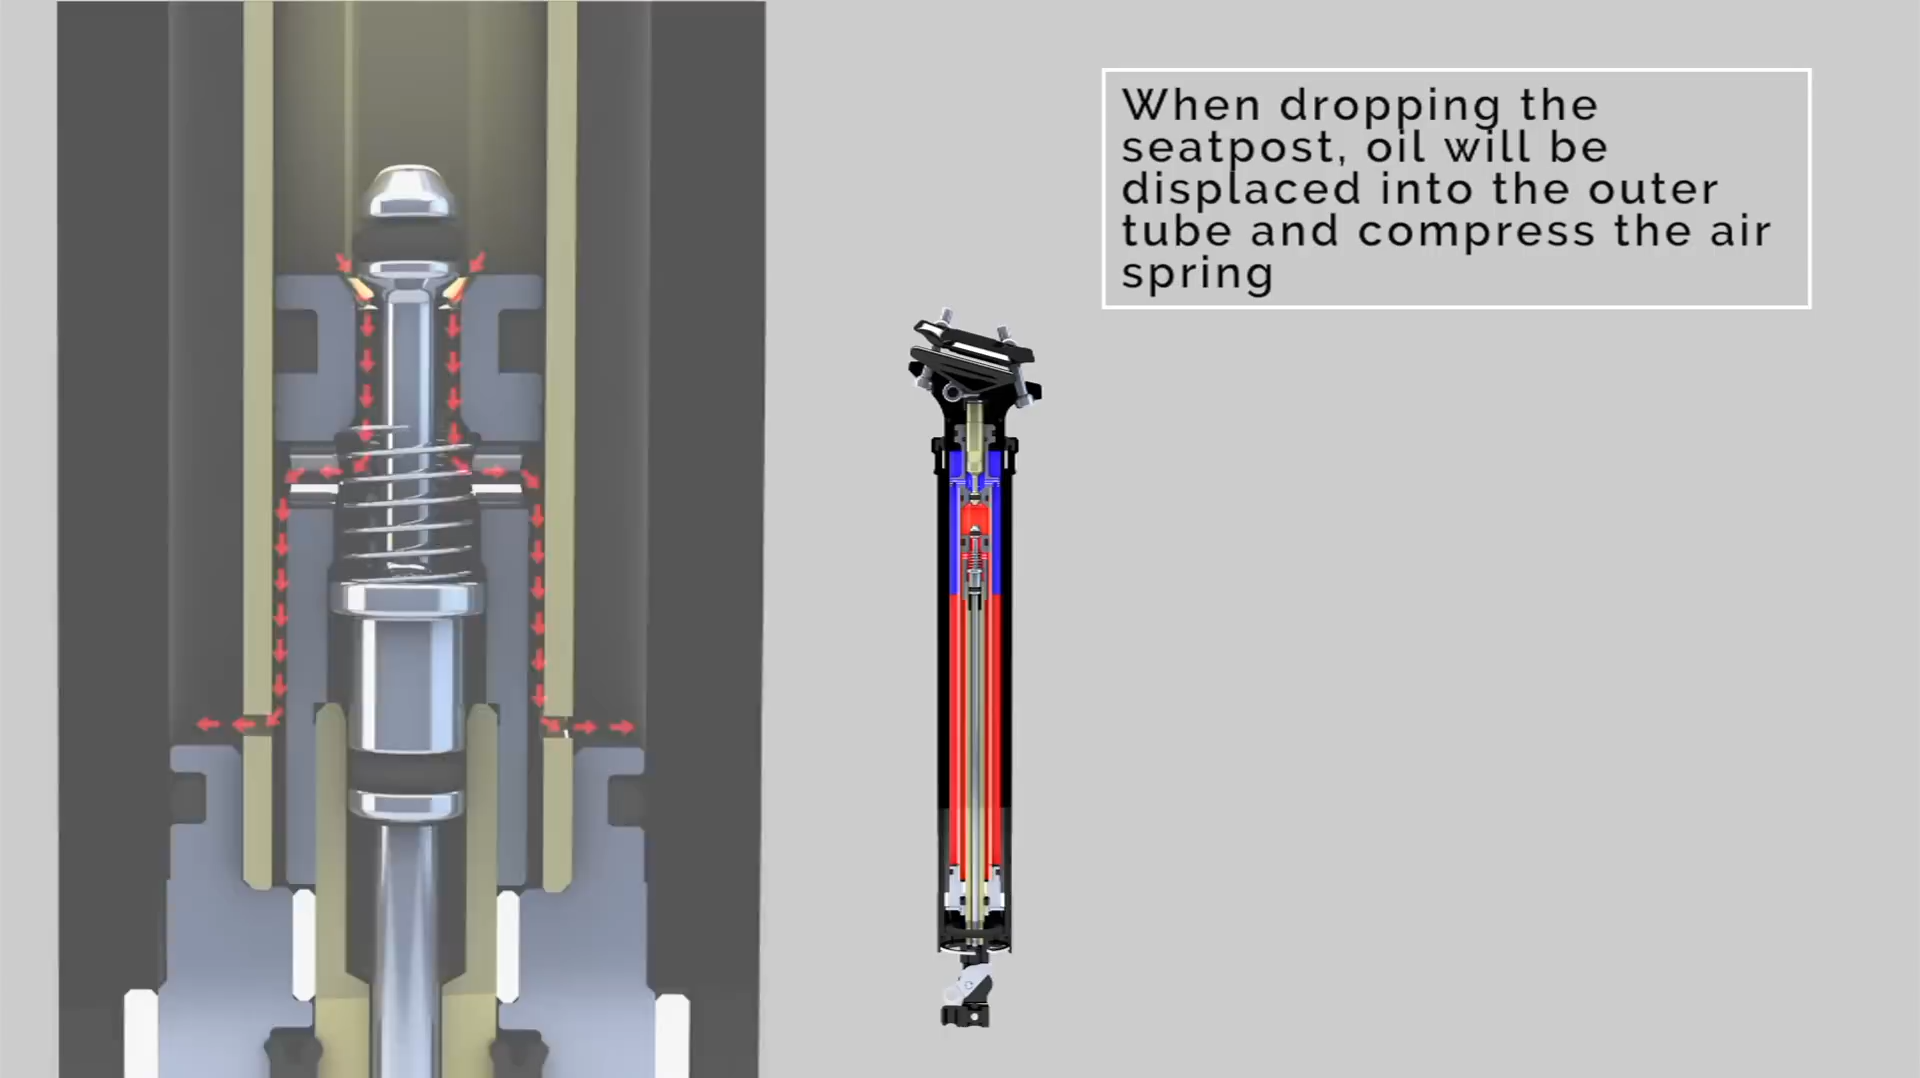 When dropping the
seatpost, oil will be
displaced into the outer
tube and compress the air
spring